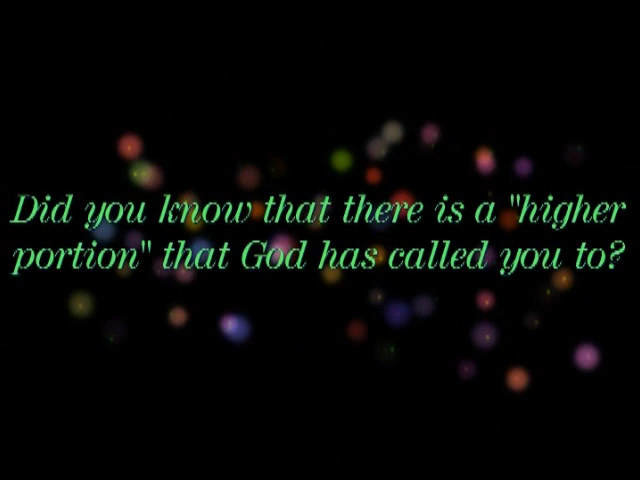 Did you know that there is a "higher
portion" that God has called you to?